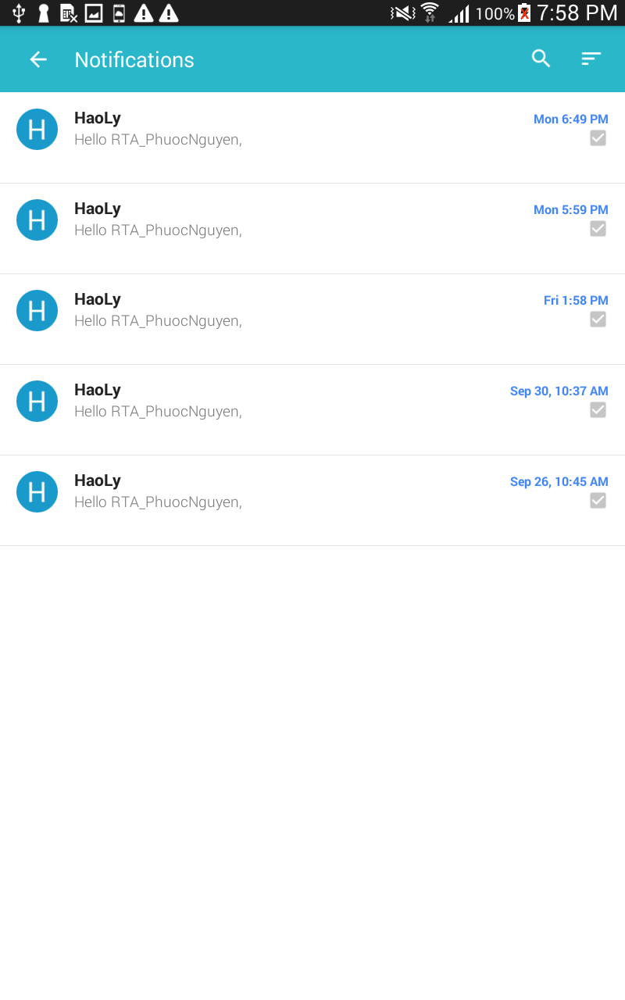 100% 7:58 PM
Notifications
H HaoLy Mon 6:49 PM
Hello RTA_PhuocNguyen,
H HaoLy Mon 5:59 PM
Hello RTA_PhuocNguyen,
H HaoLy Fri 1:58 PM
Hello RTA_PhuocNguyen,
H HaoLy Sep 30, 10:37 AM
Hello RTA_PhuocNguyen,
H HaoLy Sep 26, 10:45 AM
Hello RTA_PhuocNguyen,